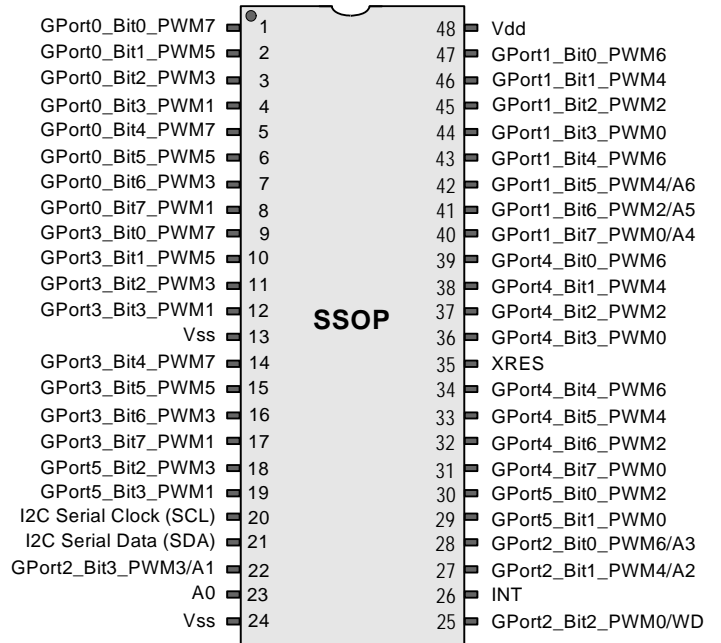 GPort0_Bit0_PWM7 1 48 Vdd
GPort0_Bit1_PWM5 2 47 GPort1_Bit0_PWM6
GPort0_Bit2_PWM3 3 46 GPort1_Bit1_PWM4
GPort0_Bit3_PWM1 4 45 GPort1_Bit2_PWM2
GPort0_Bit4_PWM7 5 44 GPort1_Bit3_PWM0
GPort0_Bit5_PWM5 6 43 GPort1_Bit4_PWM6
GPort0_Bit6_PWM3 7 42 GPort1_Bit5_PWM4/A6
GPort0_Bit7_PWM1 8 41 GPort1_Bit6_PWM2/A5
GPort3_Bit0_PWM7 9 40 GPort1_Bit7_PWM0/A4
GPort3_Bit1_PWM5 10 39 GPort4_Bit0_PWM6
GPort3_Bit2_PWM3 11 38 GPort4_Bit1_PWM4
GPort3_Bit3_PWM1 12 37 GPort4_Bit2_PWM2
SSOP
Vss 13 36 GPort4_Bit3_PWM0
GPort3_Bit4_PWM7 14 35 XRES
GPort3_Bit5_PWM5 15 34 GPort4_Bit4_PWM6
GPort3_Bit6_PWM3 16 33 GPort4_Bit5_PWM4
GPort3_Bit7_PWM1 17 32 GPort4_Bit6_PWM2
GPort5_Bit2_PWM3 18 31 GPort4_Bit7_PWM0
GPort5_Bit3_PWM1 19 30 GPort5_Bit0_PWM2
I2C Serial Clock (SCL) 20 29 GPort5_Bit1_PWM0
I2C Serial Data (SDA) 21 28 GPort2_Bit0_PWM6/A3
GPort2_Bit3_PWM3/A1 22 27 GPort2_Bit1_PWM4/A2
A0 23 26 INT
Vss 24 25 GPort2_Bit2_PWM0/WD